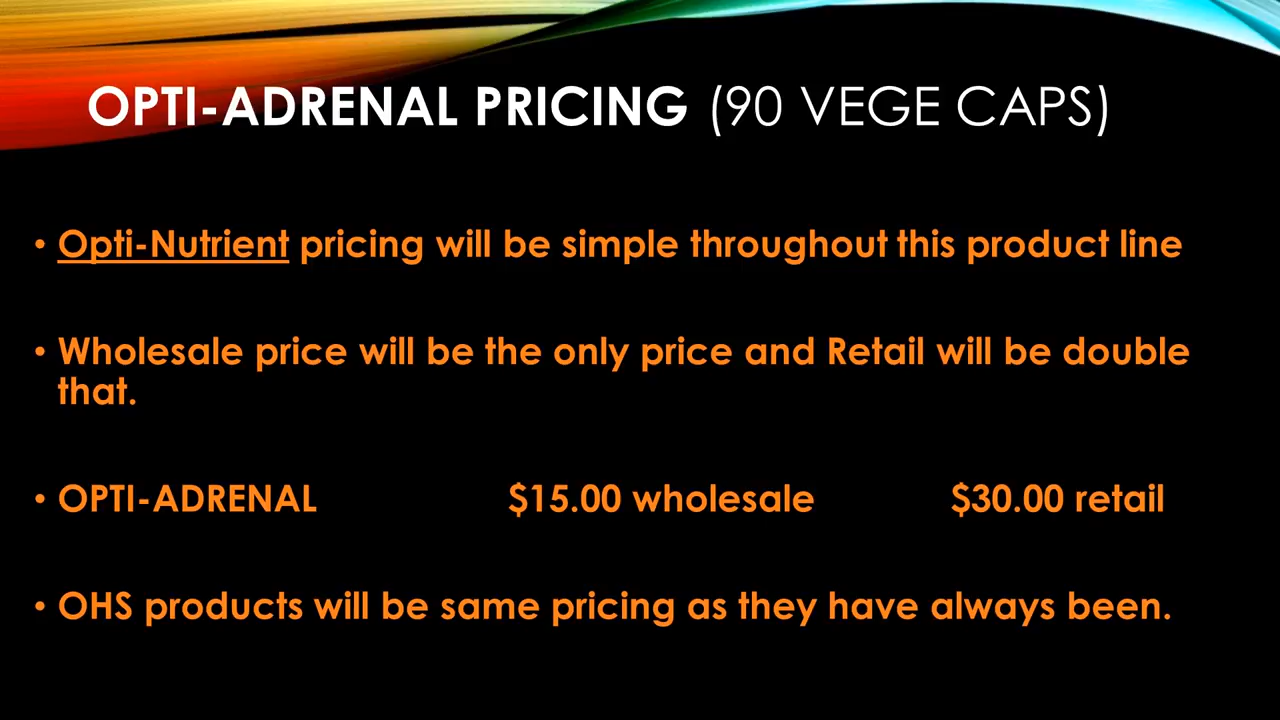 OPTI-ADRENAL PRICING (90 VEGE CAPS)
• Opti-Nutrient pricing will be simple throughout this product line
• Wholesale price will be the only price and Retail will be double
that.
• OPTI-ADRENAL $15.00 wholesale $30.00 retail
• OHS products will be same pricing as they have always been.